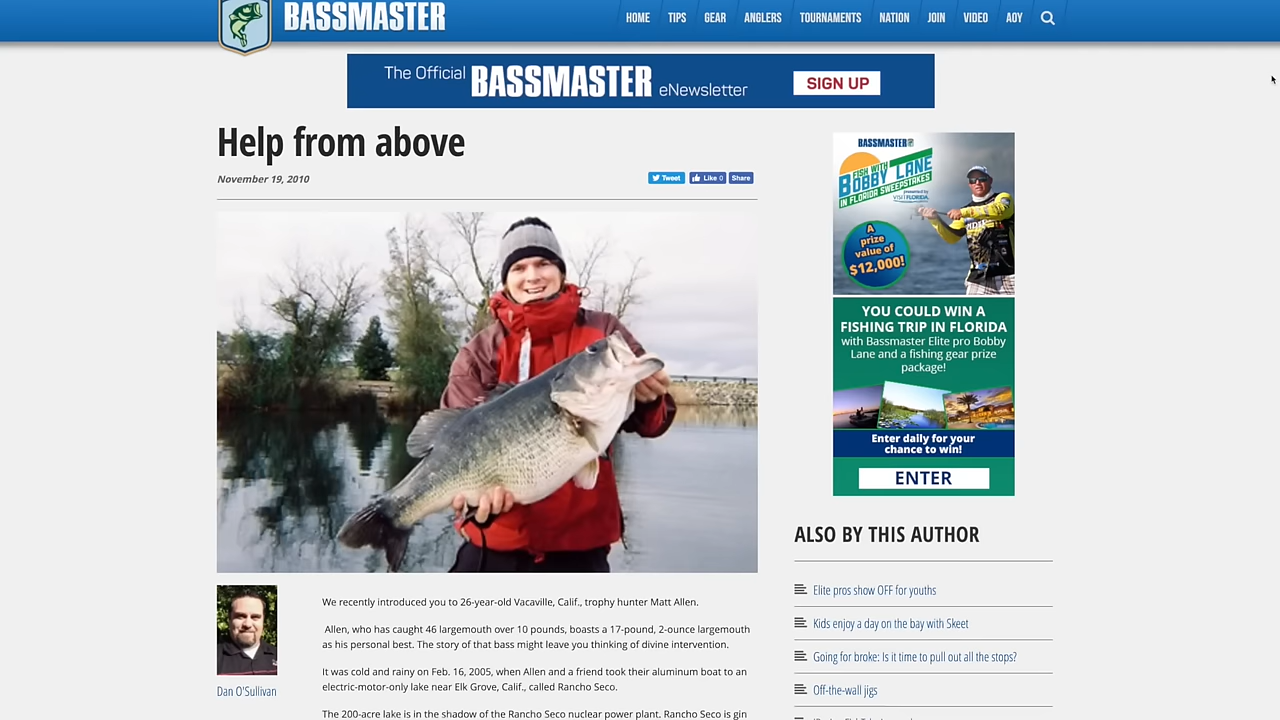 BASSMASTER
HOME TIPS GEAR ANGLERS TOURNAMENTS NATION JOIN VIDEO AOY
The Official BASSMASTER eNewsletter SIGN UP
Help from above
November 19, 2010
Tweet Like 0 Share
BASSMASTER
FISH WITH
BOBBY LANE
IN FLORIDA SWEEPSTAKES
presented by
VISIT FLORIDA
A
prize
value of
$12,000!
YOU COULD WIN A
FISHING TRIP IN FLORIDA
with Bassmaster Elite pro Bobby
Lane and a fishing gear prize
package!
Enter daily for your
chance to win!
ENTER
ALSO BY THIS AUTHOR
Elite pros show OFF for youths
Kids enjoy a day on the bay with Skeet
Going for broke: Is it time to pull out all the stops?
Off-the-wall jigs
Dan O'Sullivan
We recently introduced you to 26-year-old Vacaville, Calif., trophy hunter Matt Allen.
Allen, who has caught 46 largemouth over 10 pounds, boasts a 17-pound, 2-ounce largemouth
as his personal best. The story of that bass might leave you thinking of divine intervention.
It was cold and rainy on Feb. 16, 2005, when Allen and a friend took their aluminum boat to an
electric-motor-only lake near Elk Grove, Calif., called Rancho Seco.
The 200-acre lake is in the shadow of the Rancho Seco nuclear power plant. Rancho Seco is gin